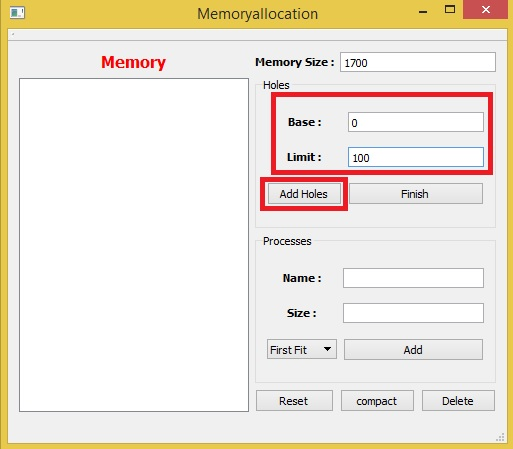 Memoryallocation
Memory
Memory Size : 1700
Holes
Base : 0
Limit : 100
Add Holes Finish
Processes
Name :
Size :
First Fit Add
Reset compact Delete